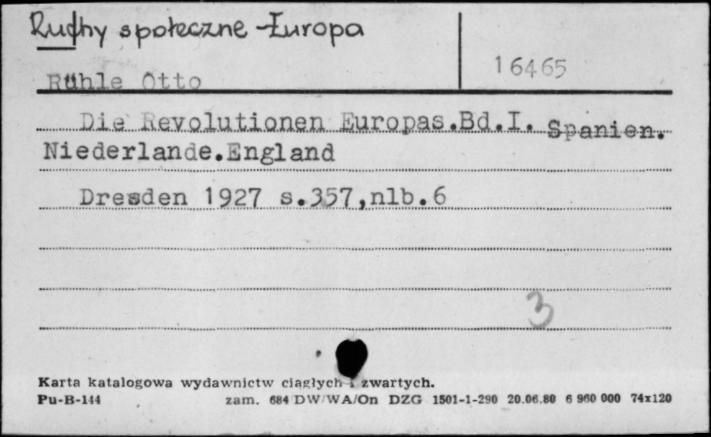 Ruchy społeczne - Europa
16465
Rühle Otto
Die Revolutionen Europas.Bd.I. Spanien.
Niederlande.England
Dresden 1927 s.357,nlb.6
3
Karta katalogowa wydawnictw ciągłych i zwartych.
Pu-B-144 zam. 684 DW/WA/On DZG 1501-1-290 20.06.80 6 960 000 74x120